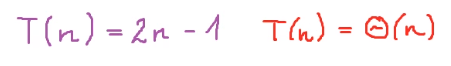 T(n) = 2n - 1 T(n) = Θ(n)